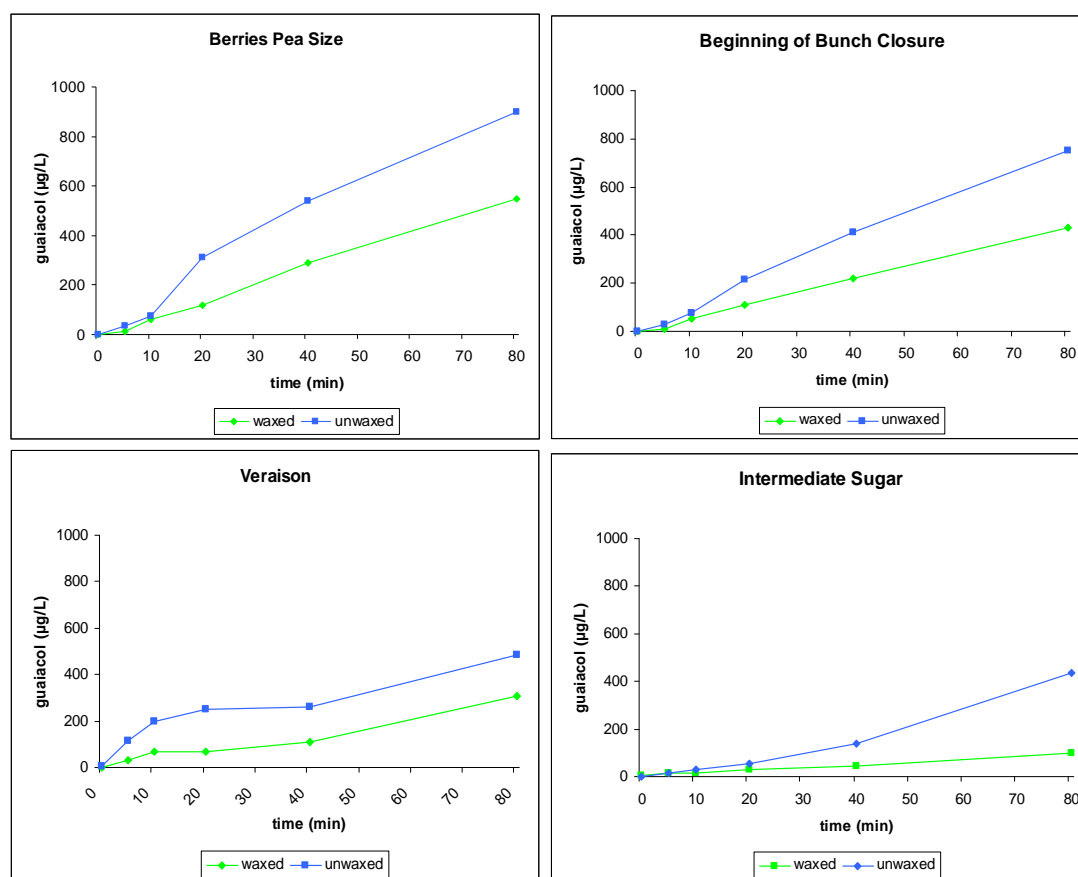 Berries Pea Size
1000
800
600
400
200
0
guaiacol (µg/L)
0 10 20 30 40 50 60 70 80
time (min)
waxed unwaxed
Beginning of Bunch Closure
1000
800
600
400
200
0
guaiacol (µg/L)
0 10 20 30 40 50 60 70 80
time (min)
waxed unwaxed
Veraison
1000
800
600
400
200
0
guaiacol (µg/L)
0 10 20 30 40 50 60 70 80
time (min)
waxed unwaxed
Intermediate Sugar
1000
800
600
400
200
0
guaiacol (µg/L)
0 10 20 30 40 50 60 70 80
time (min)
waxed unwaxed